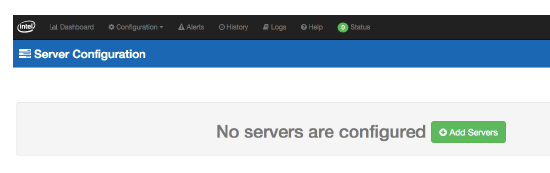 intel Dashboard Configuration Alerts History Logs Help 0 Status
Server Configuration
No servers are configured Add Servers